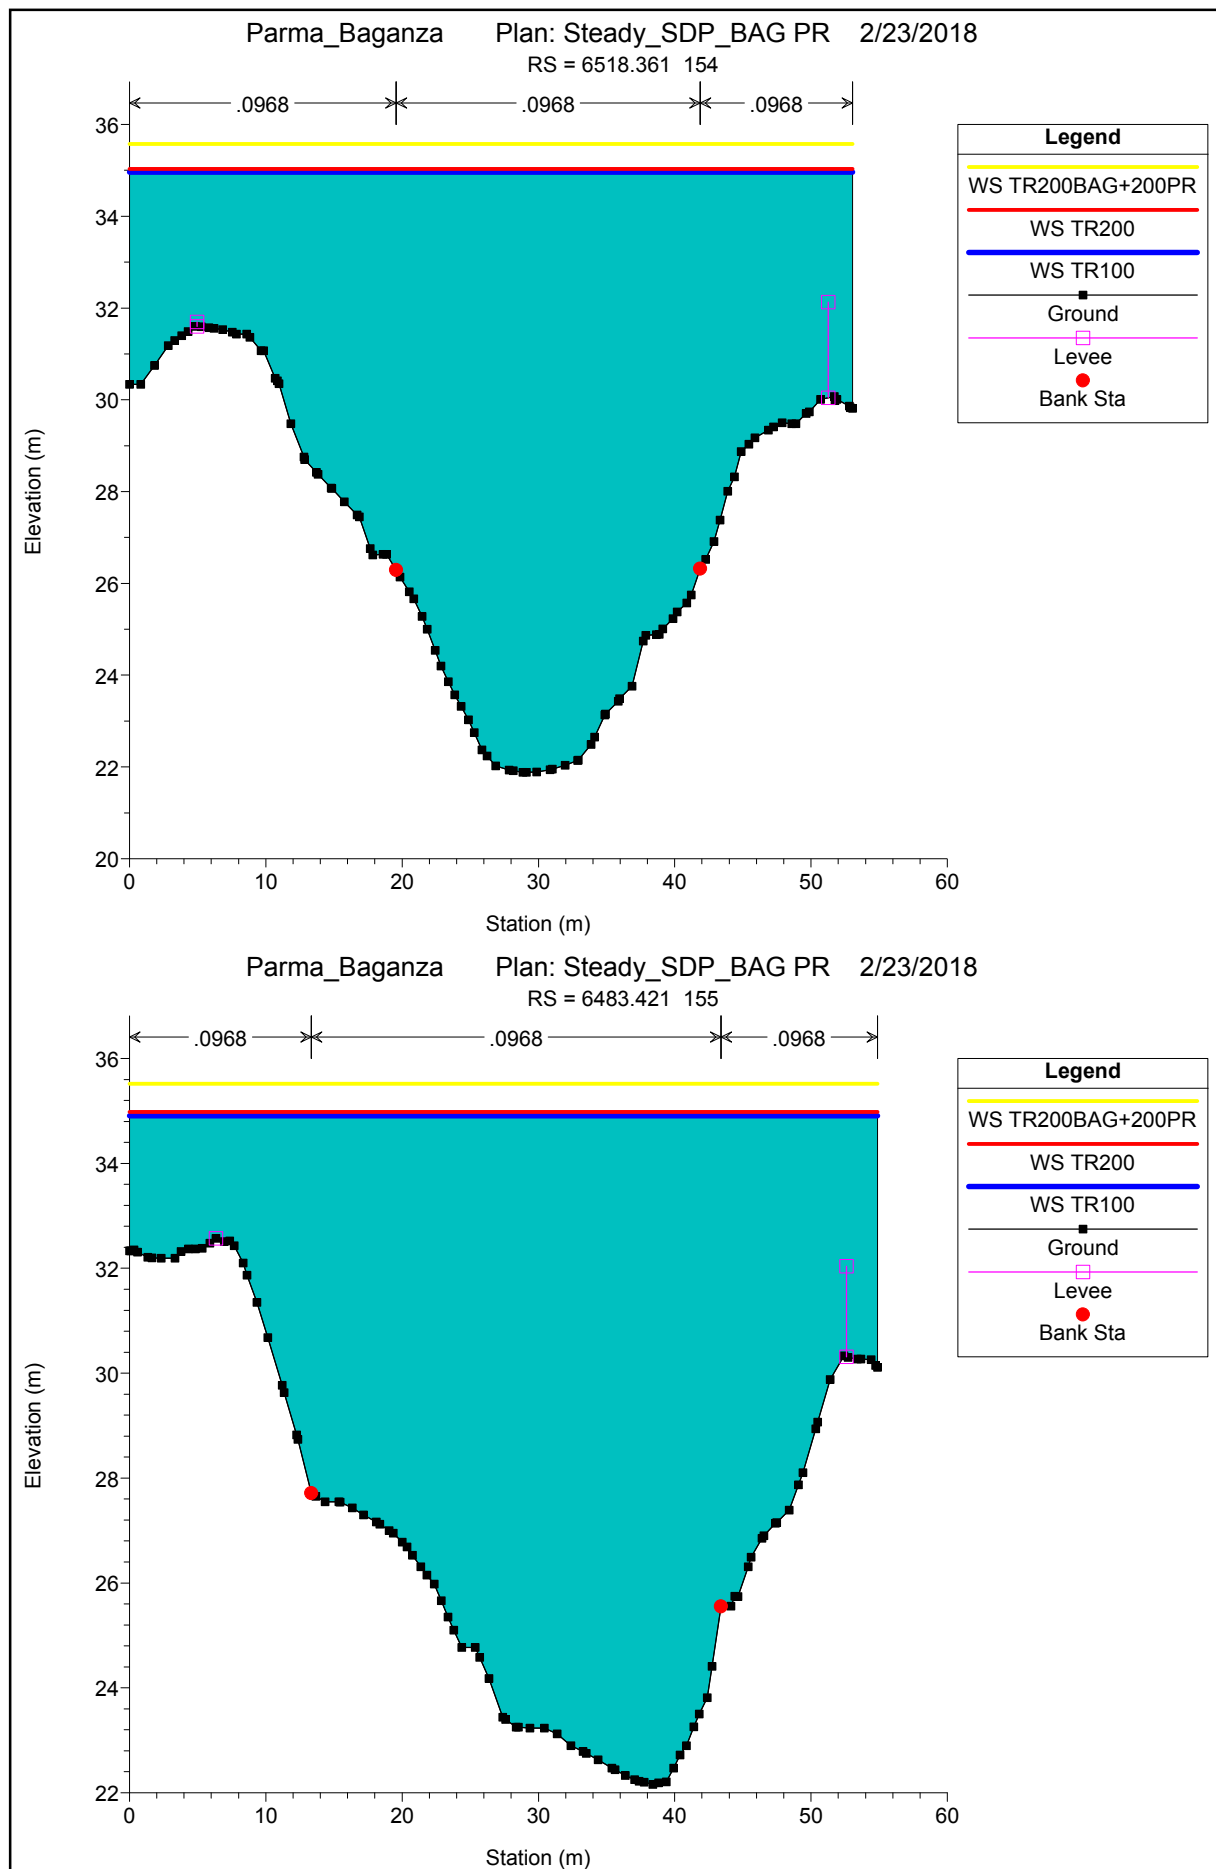 Parma_Baganza Plan: Steady_SDP_BAG PR 2/23/2018
RS = 6518.361 154
.0968 .0968 .0968
36
34
32
30
28
26
24
22
20
Elevation (m)
0 10 20 30 40 50 60
Station (m)
Legend
WS TR200BAG+200PR
WS TR200
WS TR100
Ground
Levee
Bank Sta
Parma_Baganza Plan: Steady_SDP_BAG PR 2/23/2018
RS = 6483.421 155
.0968 .0968 .0968
36
34
32
30
28
26
24
22
Elevation (m)
0 10 20 30 40 50 60
Station (m)
Legend
WS TR200BAG+200PR
WS TR200
WS TR100
Ground
Levee
Bank Sta